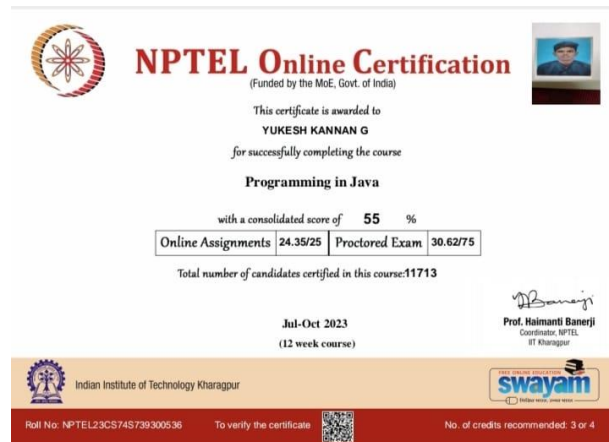 NPTEL Online Certification
(Funded by the MoE, Govt. of India)
This certificate is awarded to
YUKESH KANNAN G
for successfully completing the course
Programming in Java
with a consolidated score of 55 %
Online Assignments 24.35/25 Proctored Exam 30.62/75
Total number of candidates certified in this course:11713
Jul-Oct 2023
(12 week course)
Prof. Haimanti Banerji
Coordinator, NPTEL
IIT Kharagpur
Indian Institute of Technology Kharagpur
FREE ONLINE EDUCATION
swayam
Roll No: NPTEL23CS74S739300536 To verify the certificate No. of credits recommended: 3 or 4